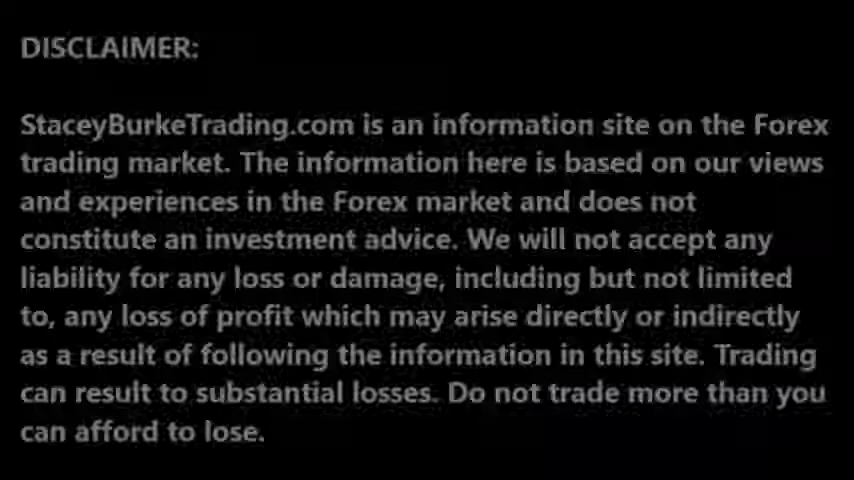 DISCLAIMER:
StaceyBurkeTrading.com is an information site on the Forex
trading market. The information here is based on our views
and experiences in the Forex market and does not
constitute an investment advice. We will not accept any
liability for any loss or damage, including but not limited
to, any loss of profit which may arise directly or indirectly
as a result of following the information in this site. Trading
can result to substantial losses. Do not trade more than you
can afford to lose.